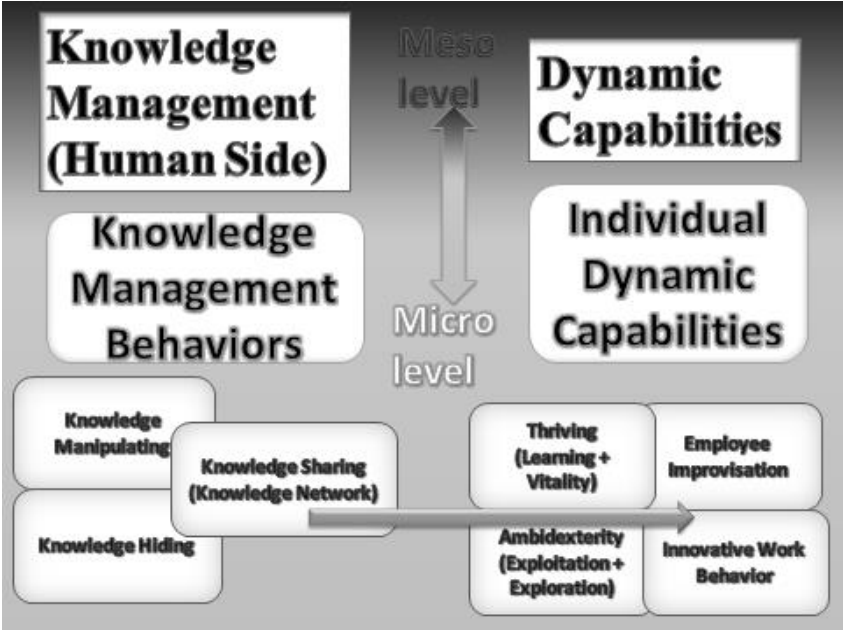 Knowledge
Management
(Human Side)
Meso
level
Dynamic
Capabilities
Knowledge
Management
Behaviors
Micro
level
Individual
Dynamic
Capabilities
Knowledge
Manipulating
Knowledge Sharing
(Knowledge Network)
Knowledge Hiding
Thriving
(Learning +
Vitality)
Employee
Improvisation
Ambidexterity
(Exploitation +
Exploration)
Innovative Work
Behavior